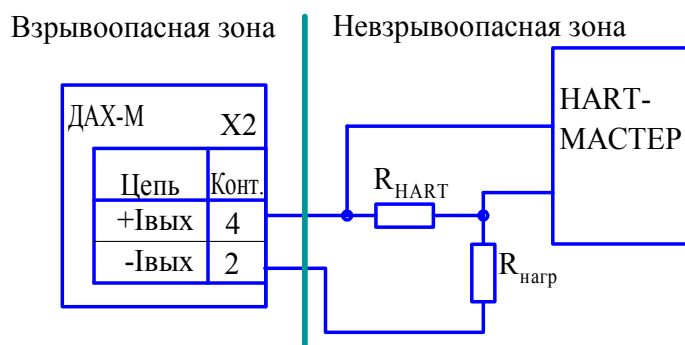 Взрывоопасная зона
Невзрывоопасная зона
ДАХ-М
X2
Цепь Конт.
+Iвых 4
-Iвых 2
HART-
МАСТЕР
RHART
Rнагр